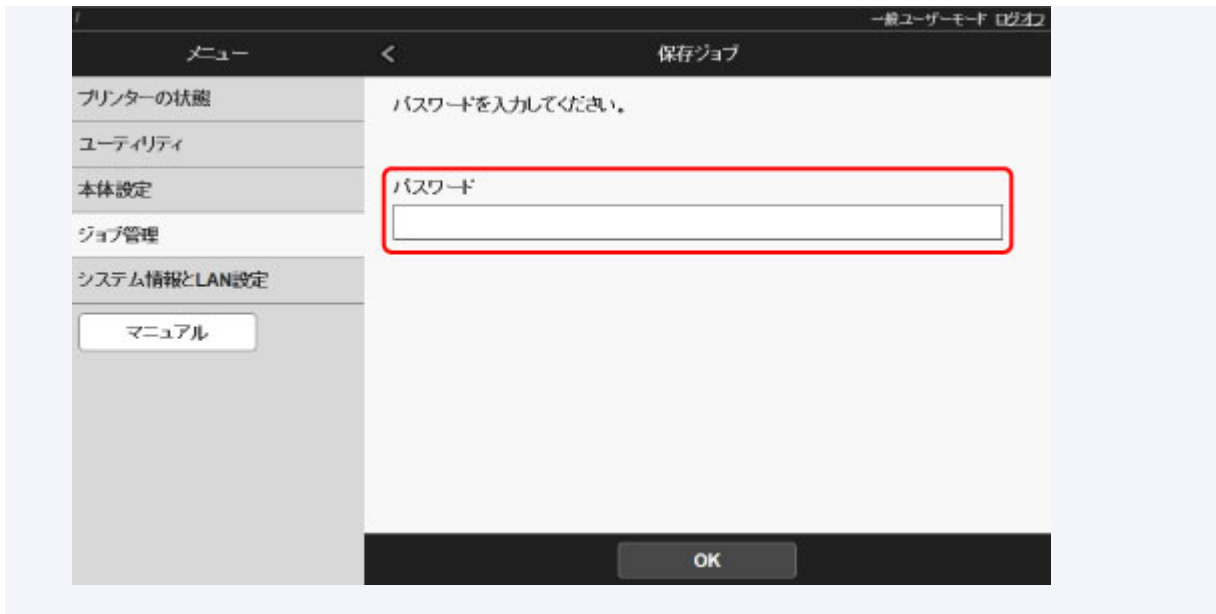 一般ユーザーモード ログオフ
メニュー
< 保存ジョブ
プリンターの状態
ユーティリティ
本体設定
ジョブ管理
システム情報とLAN設定
マニュアル
パスワードを入力してください。
パスワード
OK